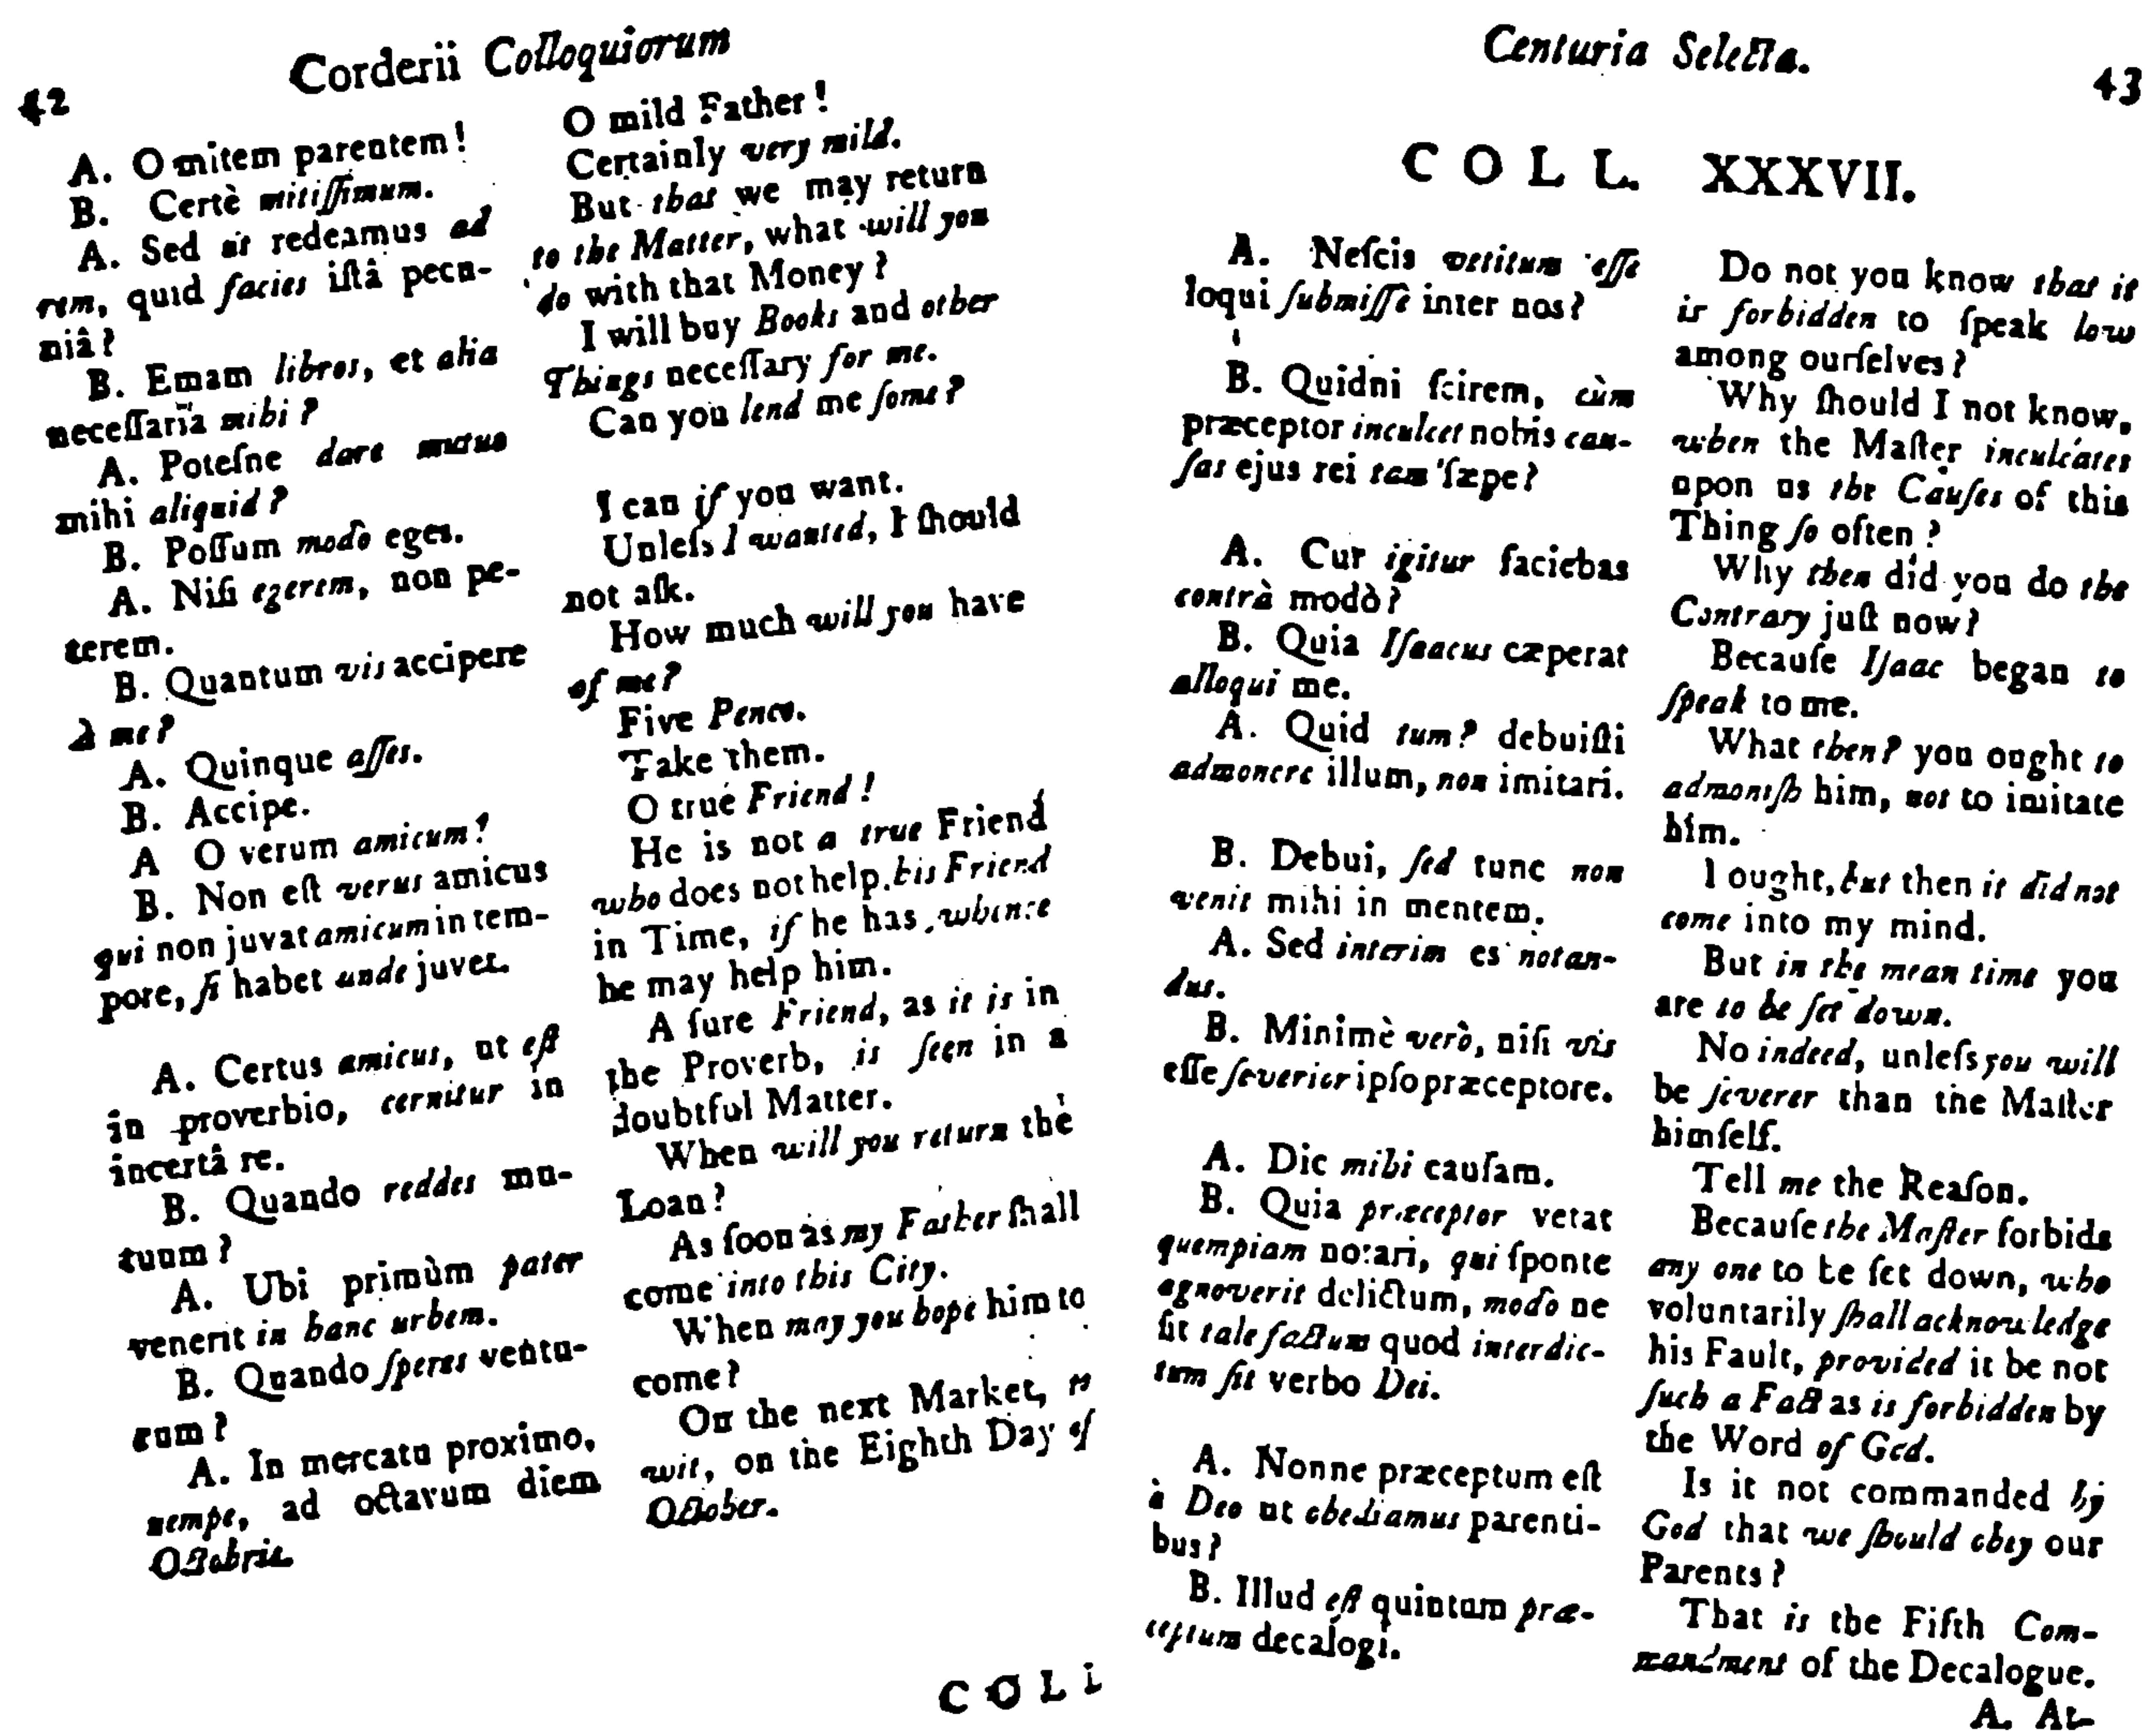 42
Corderii Colloquiorum
A. O mitem parentem!
B. Certè mitiſſimum.
A. Sed ut redeamus ad
rem, quid facies iſtâ pecu-
niâ?
B. Emam libros, et alia
neceſſaria mihi?
A. Poteſne dare mutuo
mihi aliquid?
B. Poſſum modò eges.
A. Niſi egerem, non pe-
terem.
B. Quantum vis accipere
à me?
A. Quinque aſſes.
B. Accipe.
A O verum amicum!
B. Non eſt verus amicus
qui non juvat amicum in tem-
pore, ſi habet unde juvet.
A. Certus amicus, ut eſt
in proverbio, cernitur in
incertâ re.
B. Quando reddes mu-
tuum?
A. Ubi primùm pater
venerit in hanc urbem.
B. Quando ſperes ventu-
rum?
A. In mercatu proximo,
nempe, ad octavum diem
Octobris.
O mild Father!
Certainly very mild.
But that we may return
to the Matter, what will you
do with that Money?
I will buy Books and other
Things neceſſary for me.
Can you lend me ſome?
I can if you want.
Unleſs I wanted, I ſhould
not aſk.
How much will you have
of me?
Five Pence.
Take them.
O true Friend!
He is not a true Friend
who does not help his Friend
in Time, if he has whence
he may help him.
A ſure Friend, as it is in
the Proverb, is ſeen in a
doubtful Matter.
When will you return the
Loan?
As ſoon as my Father ſhall
come into this City.
When may you hope him to
come?
On the next Market, to
wit, on the Eighth Day of
October.
COLL
Centuria Selecta.
43
COLL. XXXVII.
A. Neſcis vetitum eſſe
loqui ſubmiſſè inter nos?
B. Quidni ſcirem, cùm
præceptor inculcet nobis cau-
ſas ejus rei tam ſæpe?
A. Cur igitur faciebas
contrà modò?
B. Quia Iſaacus cæperat
alloqui me.
A. Quid tum? debuiſti
admonere illum, non imitari.
B. Debui, ſed tunc non
venit mihi in mentem.
A. Sed interim es notan-
dus.
B. Minimè verò, niſi vis
eſſe ſeverior ipſo præceptore.
A. Dic mihi cauſam.
B. Quia præceptor vetat
quempiam notari, qui ſponte
agnoverit delictum, modo ne
ſit tale factum quod interdic-
tum ſit verbo Dei.
A. Nonne præceptum eſt
à Deo ut obediamus parenti-
bus?
B. Illud eſt quintum præ-
ceptum decalogi.
Do not you know that it
is forbidden to ſpeak low
among ourſelves?
Why ſhould I not know,
when the Maſter inculcates
upon us the Cauſes of this
Thing ſo often?
Why then did you do the
Contrary juſt now?
Becauſe Iſaac began to
ſpeak to me.
What then? you ought to
admoniſh him, not to imitate
him.
I ought, but then it did not
come into my mind.
But in the mean time you
are to be ſet down.
No indeed, unleſs you will
be ſeverer than the Maſter
himſelf.
Tell me the Reaſon.
Becauſe the Maſter forbids
any one to be ſet down, who
voluntarily ſhall acknowledge
his Fault, provided it be not
ſuch a Fact as is forbidden by
the Word of God.
Is it not commanded by
God that we ſhould obey our
Parents?
That is the Fifth Com-
mandment of the Decalogue.
A. At-